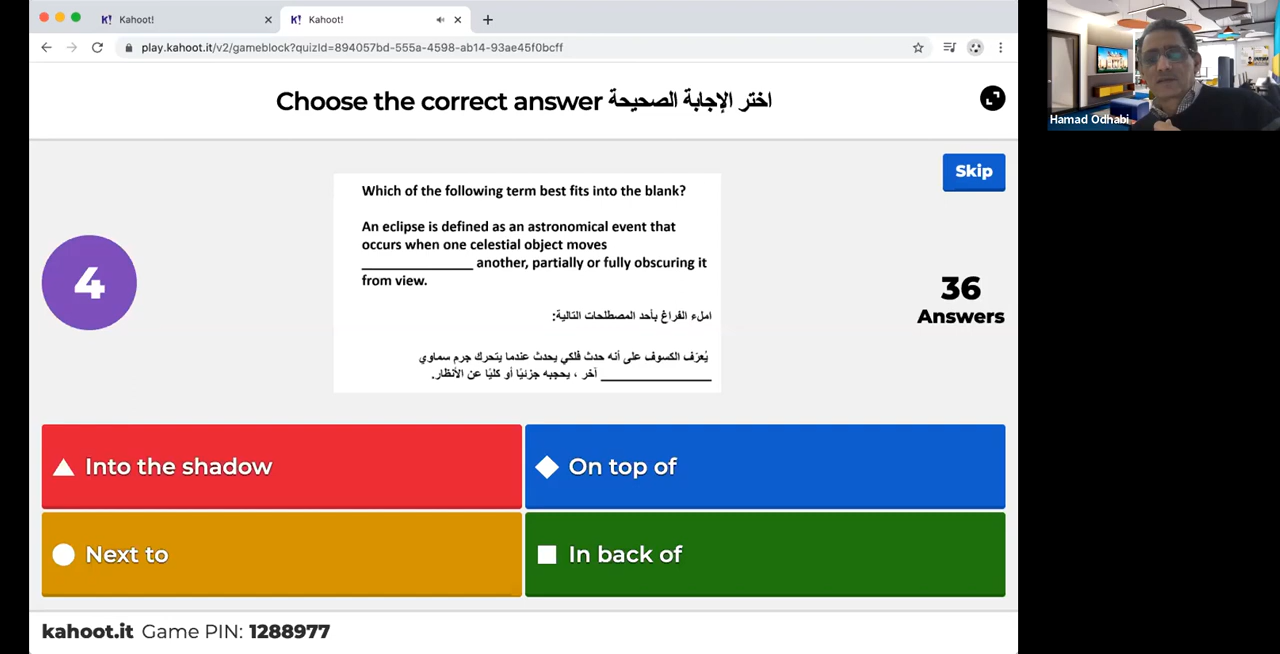 Kahoot!
Kahoot!
play.kahoot.it/v2/gameblock?quizId=894057bd-555a-4598-ab14-93ae45f0bcff
Choose the correct answer اختر الإجابة الصحيحة
Hamad Odhabi
Skip
Which of the following term best fits into the blank?
An eclipse is defined as an astronomical event that
occurs when one celestial object moves
_______________ another, partially or fully obscuring it
from view.
املء الفراغ بأحد المصطلحات التالية:
يُعرّف الكسوف على أنه حدث فلكي يحدث عندما يتحرك جرم سماوي
_______________ آخر ، يحجبه جزئيًا أو كليًا عن الأنظار.
4
36
Answers
Into the shadow
On top of
Next to
In back of
kahoot.it Game PIN: 1288977